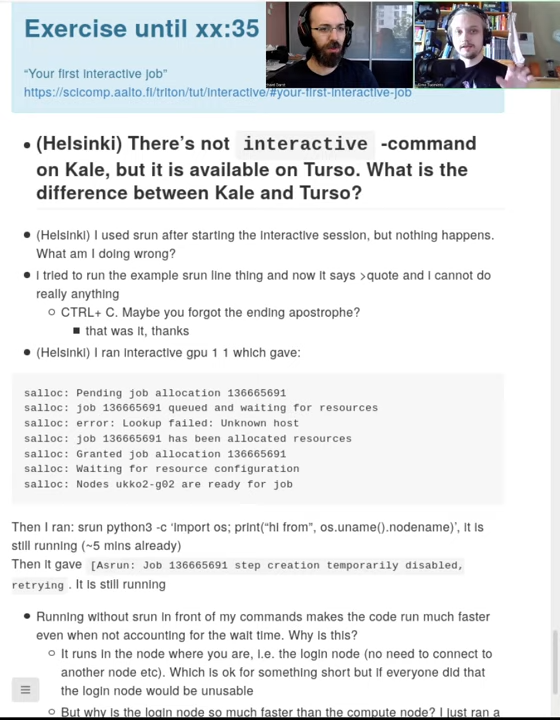 Exercise until xx:35
“Your first interactive job”
https://scicomp.aalto.fi/triton/tut/interactive/#your-first-interactive-job
(Helsinki) There’s not interactive -command
on Kale, but it is available on Turso. What is the
difference between Kale and Turso?
(Helsinki) I used srun after starting the interactive session, but nothing happens.
What am I doing wrong?
i tried to run the example srun line thing and now it says >quote and i cannot do
really anything
CTRL+ C. Maybe you forgot the ending apostrophe?
that was it, thanks
(Helsinki) I ran interactive gpu 1 1 which gave:
salloc: Pending job allocation 136665691
salloc: job 136665691 queued and waiting for resources
salloc: error: Lookup failed: Unknown host
salloc: job 136665691 has been allocated resources
salloc: Granted job allocation 136665691
salloc: Waiting for resource configuration
salloc: Nodes ukko2-g02 are ready for job
Then I ran: srun python3 -c ‘import os; print(“hi from”, os.uname().nodename)’, it is
still running (~5 mins already)
Then it gave [Asrun: Job 136665691 step creation temporarily disabled,
retrying . It is still running
Running without srun in front of my commands makes the code run much faster
even when not accounting for the wait time. Why is this?
It runs in the node where you are, i.e. the login node (no need to connect to
another node etc). Which is ok for something short but if everyone did that
the login node would be unusable
But why is the login node so much faster than the compute node? I just ran a